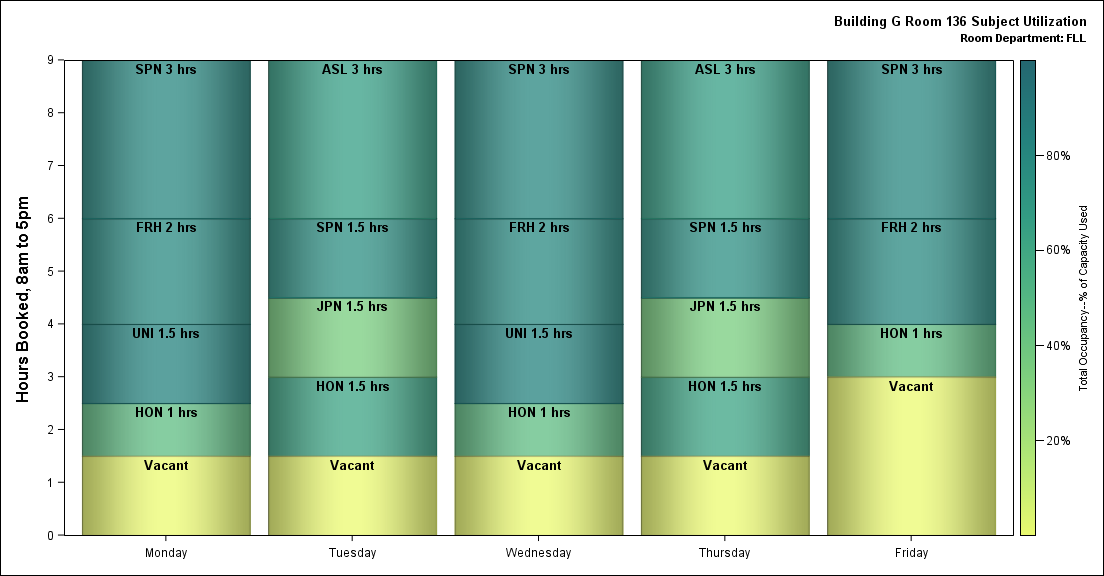 Building G Room 136 Subject Utilization
Room Department: FLL
Hours Booked, 8am to 5pm
9
8
7
6
5
4
3
2
1
0
SPN 3 hrs
FRH 2 hrs
UNI 1.5 hrs
HON 1 hrs
Vacant
Monday
ASL 3 hrs
SPN 1.5 hrs
JPN 1.5 hrs
HON 1.5 hrs
Vacant
Tuesday
SPN 3 hrs
FRH 2 hrs
UNI 1.5 hrs
HON 1 hrs
Vacant
Wednesday
ASL 3 hrs
SPN 1.5 hrs
JPN 1.5 hrs
HON 1.5 hrs
Vacant
Thursday
SPN 3 hrs
FRH 2 hrs
HON 1 hrs
Vacant
Friday
80%
60%
40%
20%
Total Occupancy--% of Capacity Used